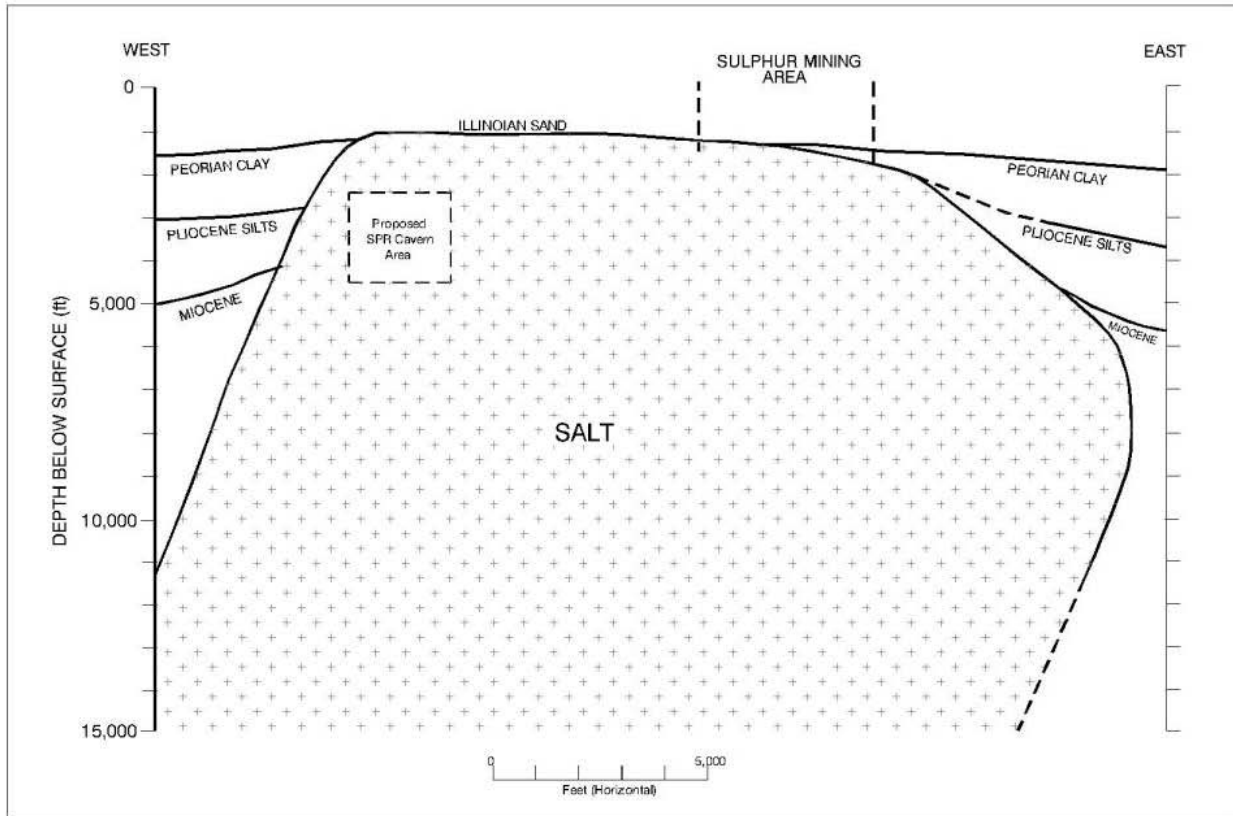 WEST
EAST
SULPHUR MINING
AREA
0
ILLINOIAN SAND
PEORIAN CLAY
PEORIAN CLAY
Proposed
SPR Cavern
Area
PLIOCENE SILTS
PLIOCENE SILTS
MIOCENE
5,000
MIOCENE
DEPTH BELOW SURFACE (ft)
SALT
10,000
15,000
0
5,000
Feet (Horizontal)